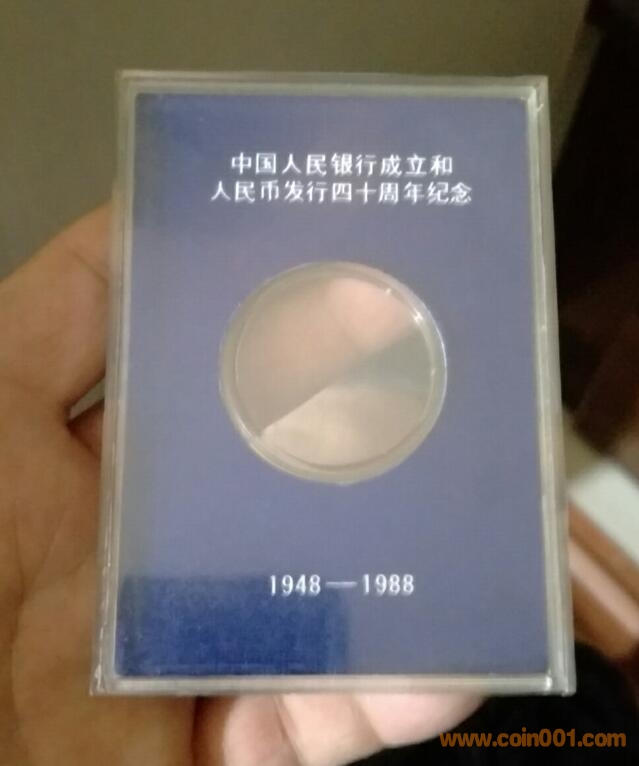 中国人民银行成立和
人民币发行四十周年纪念
1948—1988
www.coin001.com